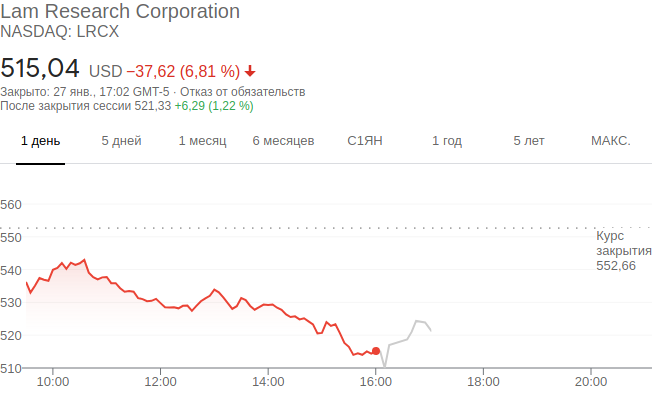 Lam Research Corporation
NASDAQ: LRCX
515,04 USD −37,62 (6,81 %)
Закрыто: 27 янв., 17:02 GMT-5 · Отказ от обязательств
После закрытия сессии 521,33 +6,29 (1,22 %)
1 день 5 дней 1 месяц 6 месяцев С1ЯН 1 год 5 лет МАКС.
560
550
540
530
520
510
Курс
закрытия
552,66
10:00 12:00 14:00 16:00 18:00 20:00